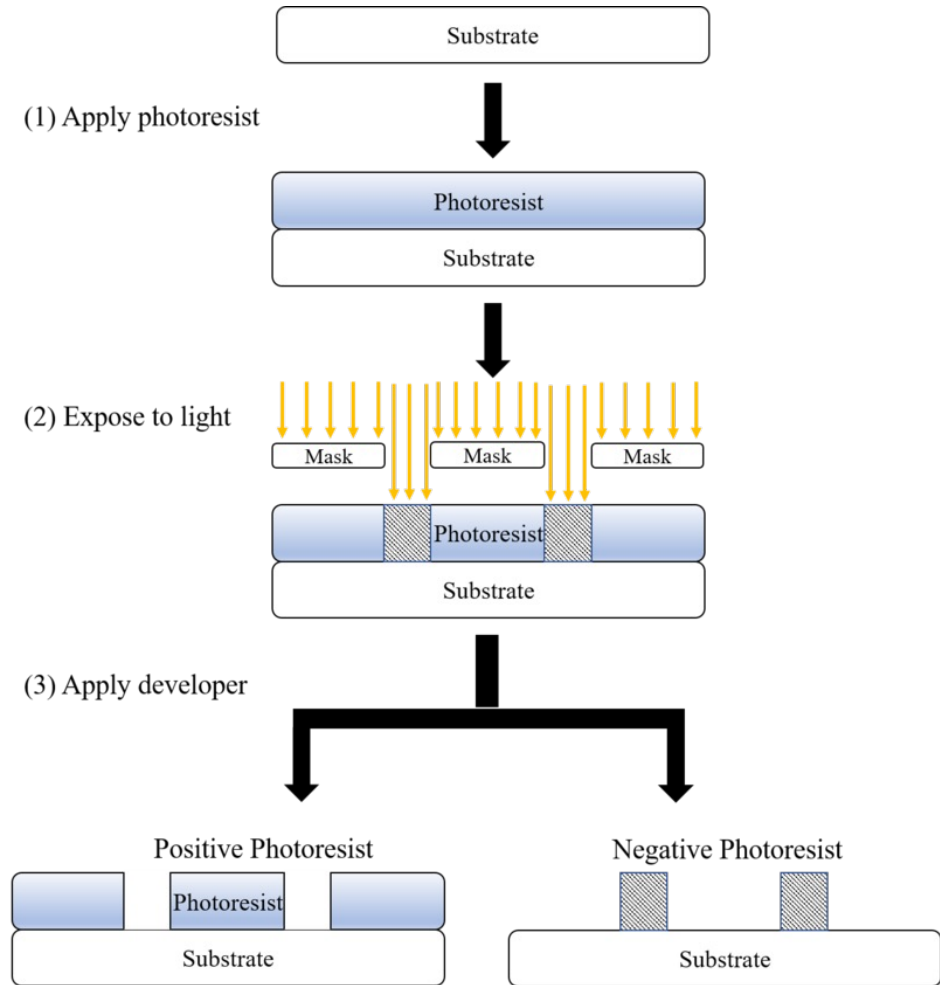 Substrate
(1) Apply photoresist
Photoresist
Substrate
(2) Expose to light
Mask
Mask
Mask
Photoresist
Substrate
(3) Apply developer
Positive Photoresist
Negative Photoresist
Photoresist
Substrate
Substrate